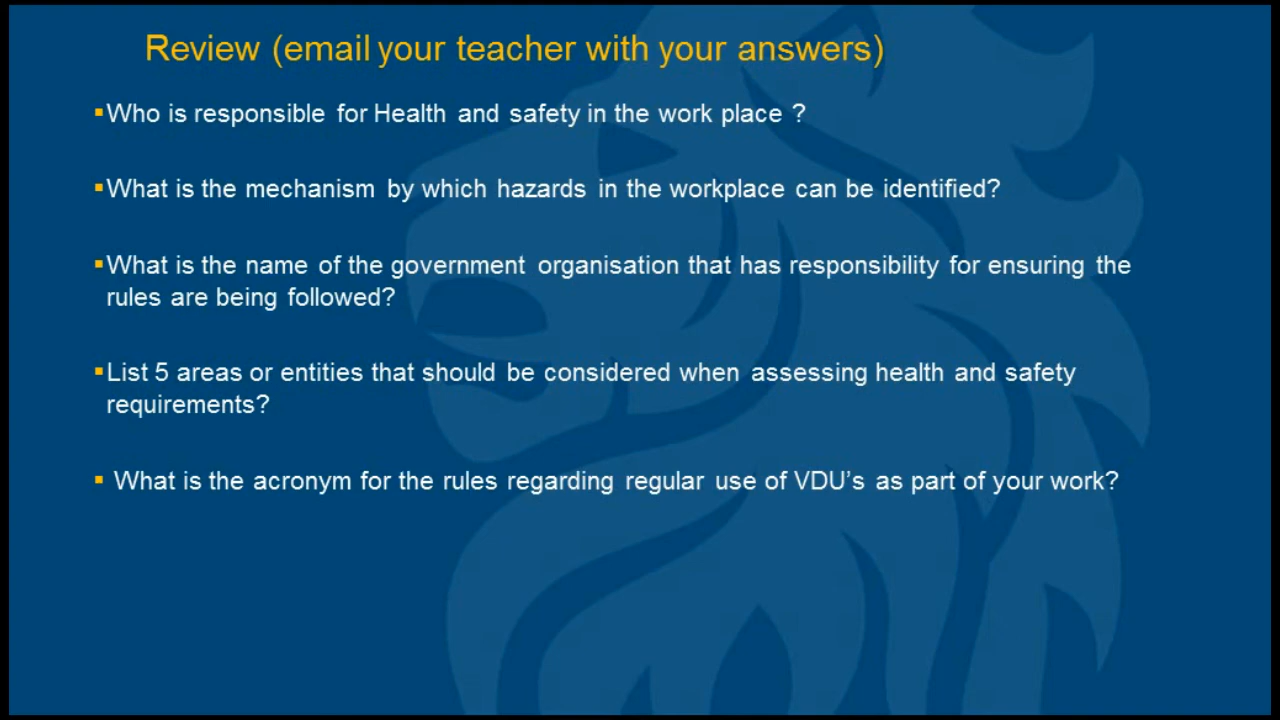 Review (email your teacher with your answers)
▪Who is responsible for Health and safety in the work place ?
▪What is the mechanism by which hazards in the workplace can be identified?
▪What is the name of the government organisation that has responsibility for ensuring the
rules are being followed?
▪List 5 areas or entities that should be considered when assessing health and safety
requirements?
▪ What is the acronym for the rules regarding regular use of VDU’s as part of your work?